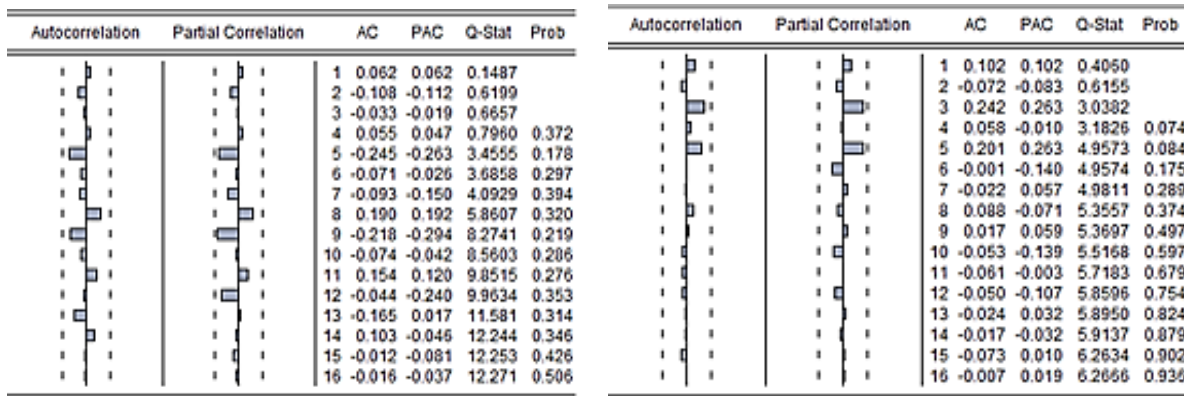 Autocorrelation Partial Correlation AC PAC Q-Stat Prob
1 0.062 0.062 0.1487
2 -0.108 -0.112 0.6199
3 -0.033 -0.019 0.6657
4 0.055 0.047 0.7960 0.372
5 -0.245 -0.263 3.4555 0.178
6 -0.071 -0.026 3.6858 0.297
7 -0.093 -0.150 4.0929 0.394
8 0.190 0.192 5.8607 0.320
9 -0.218 -0.294 8.2741 0.219
10 -0.074 -0.042 8.5603 0.286
11 0.154 0.120 9.8515 0.276
12 -0.044 -0.240 9.9634 0.353
13 -0.165 0.017 11.581 0.314
14 0.103 -0.046 12.244 0.346
15 -0.012 -0.081 12.253 0.426
16 -0.016 -0.037 12.271 0.506
Autocorrelation Partial Correlation AC PAC Q-Stat Prob
1 0.102 0.102 0.4060
2 -0.072 -0.083 0.6155
3 0.242 0.263 3.0382
4 0.058 -0.010 3.1826 0.074
5 0.201 0.263 4.9573 0.084
6 -0.001 -0.140 4.9574 0.175
7 -0.022 0.057 4.9811 0.289
8 0.088 -0.071 5.3557 0.374
9 0.017 0.059 5.3697 0.497
10 -0.053 -0.139 5.5168 0.597
11 -0.061 -0.003 5.7183 0.679
12 -0.050 -0.107 5.8596 0.754
13 -0.024 0.032 5.8950 0.824
14 -0.017 -0.032 5.9137 0.879
15 -0.073 0.010 6.2634 0.902
16 -0.007 0.019 6.2666 0.936